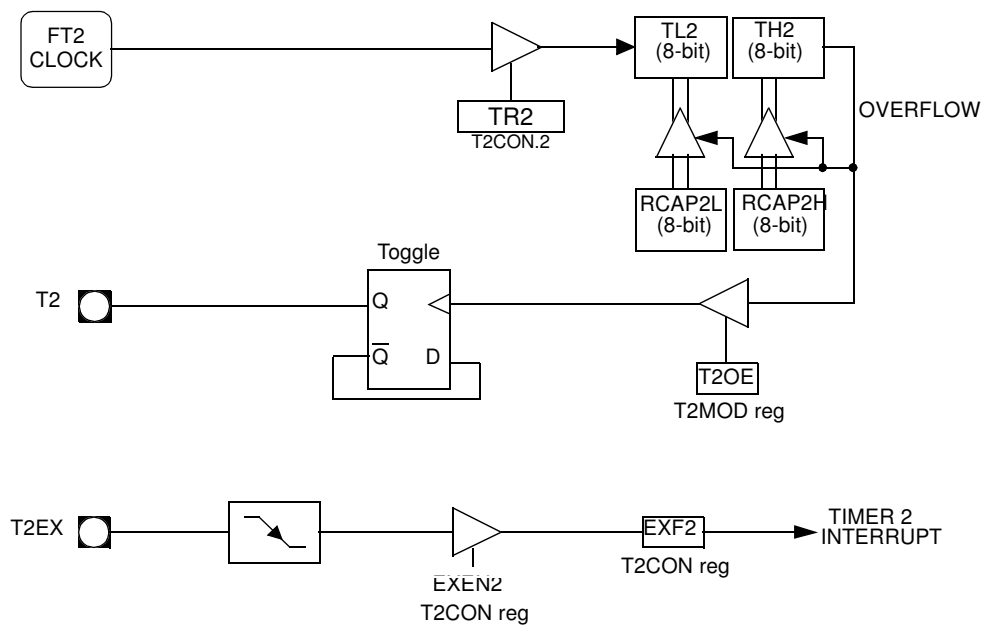 FT2
CLOCK
TR2
T2CON.2
TL2
(8-bit)
TH2
(8-bit)
OVERFLOW
RCAP2L
(8-bit)
RCAP2H
(8-bit)
Toggle
T2
Q
Q
D
T2OE
T2MOD reg
T2EX
EXEN2
T2CON reg
EXF2
T2CON reg
TIMER 2
INTERRUPT